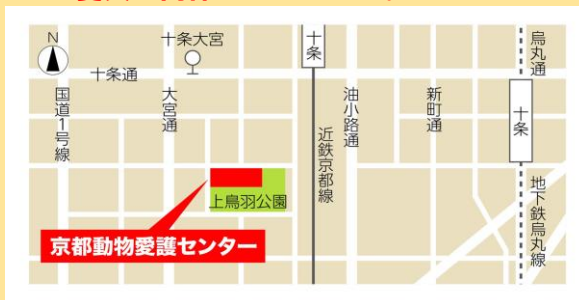 N
十条大宮
十条
烏丸通
十条通
国道1号線
大宮通
油小路通
新町通
十条
近鉄京都線
上鳥羽公園
地下鉄烏丸線
京都動物愛護センター